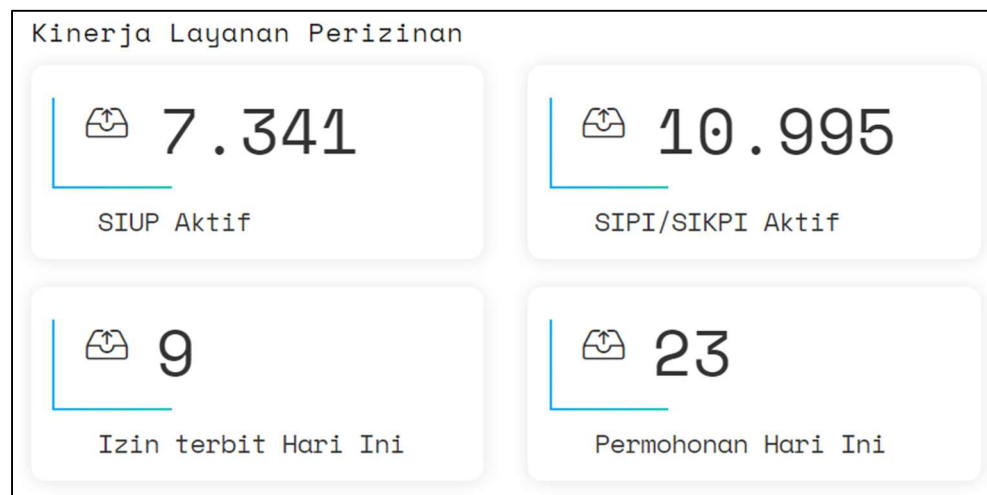 Kinerja Layanan Perizinan
7.341
SIUP Aktif
10.995
SIPI/SIKPI Aktif
9
Izin terbit Hari Ini
23
Permohonan Hari Ini